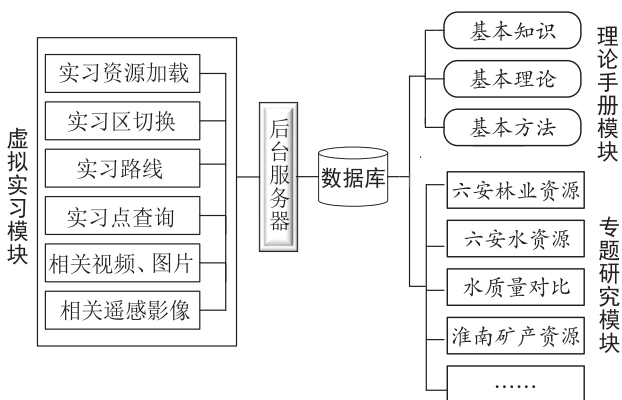 虚拟实习模块
实习资源加载
实习区切换
实习路线
实习点查询
相关视频、图片
相关遥感影像
后台服务器
数据库
基本知识
基本理论
基本方法
理论手册模块
六安林业资源
六安水资源
水质量对比
淮南矿产资源
……
专题研究模块